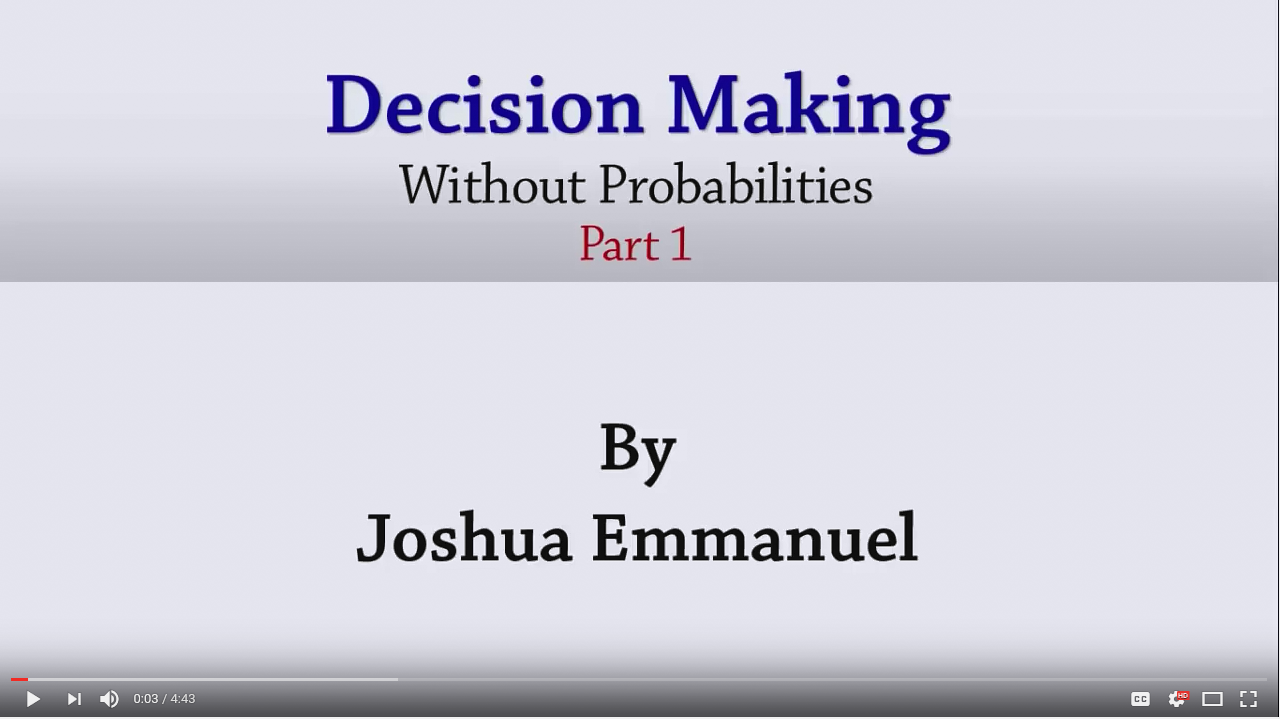 Decision Making
Without Probabilities
Part 1
By
Joshua Emmanuel
0:03 / 4:43
CC
HD